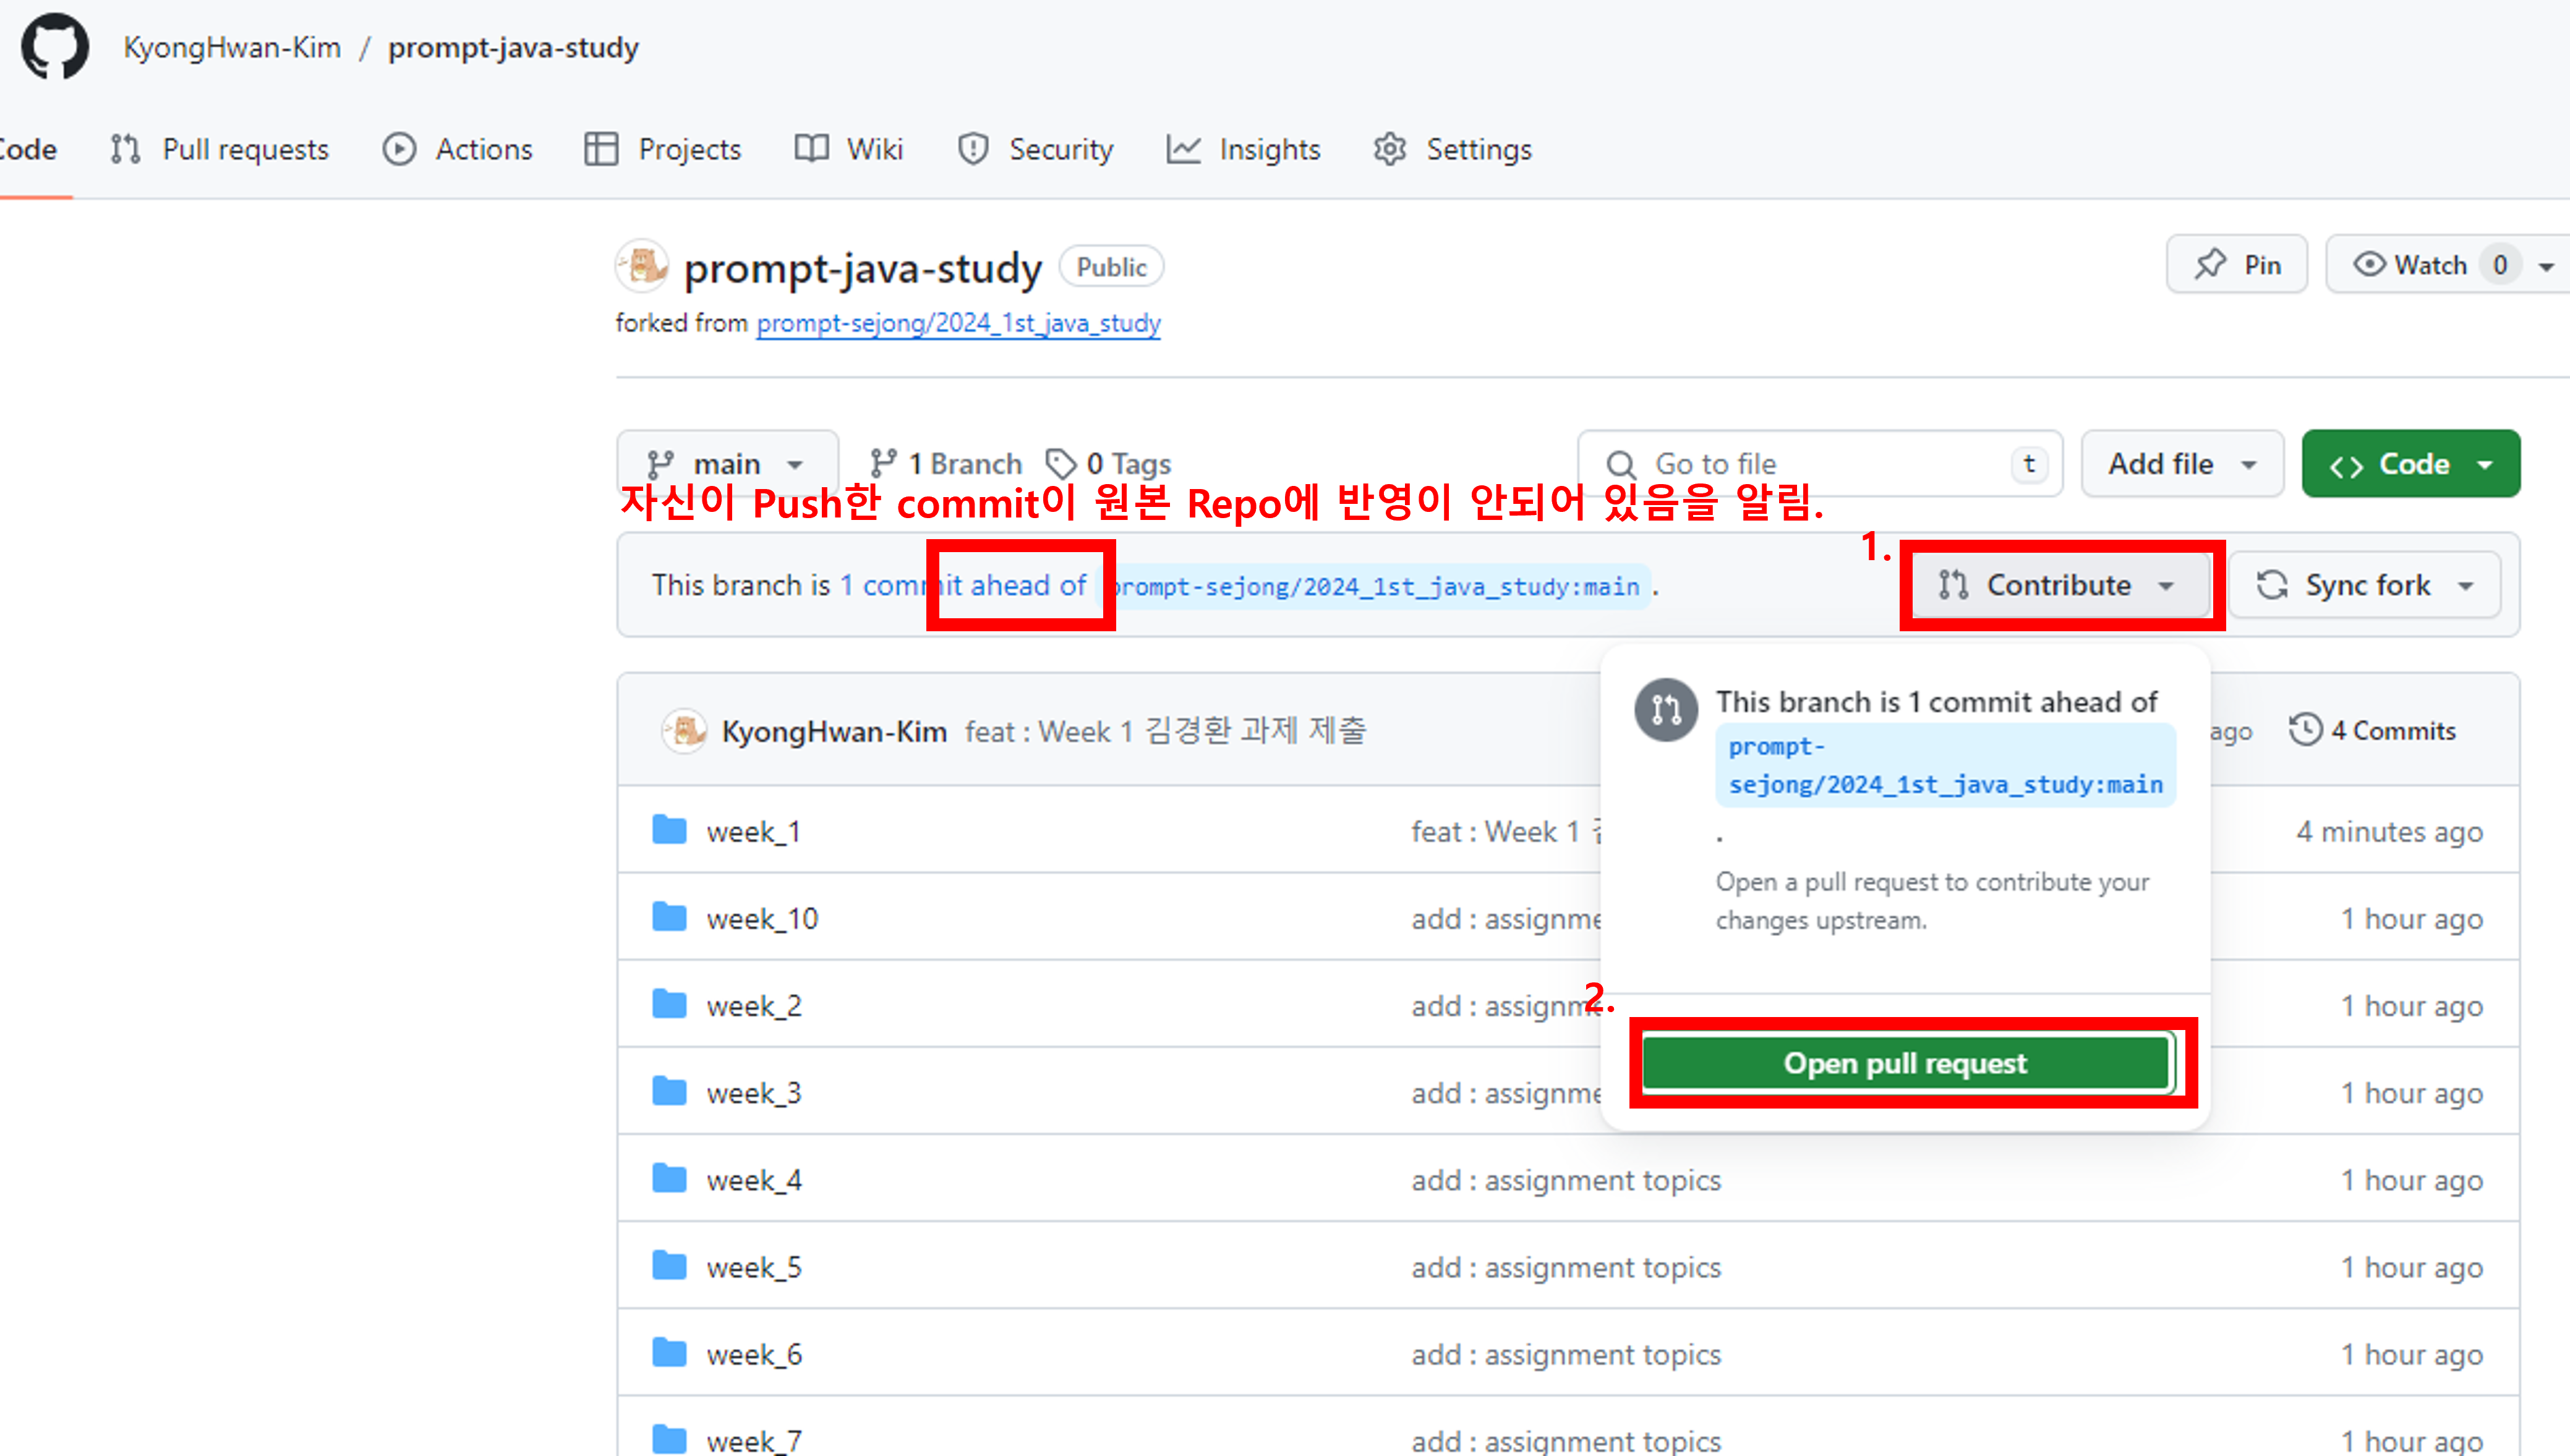 KyongHwan-Kim / prompt-java-study
Code Pull requests Actions Projects Wiki Security Insights Settings
prompt-java-study Public Pin Watch 0
forked from prompt-sejong/2024_1st_java_study
main 1 Branch 0 Tags Go to file t Add file Code
자신이 Push한 commit이 원본 Repo에 반영이 안되어 있음을 알림.
1.
This branch is 1 commit ahead of prompt-sejong/2024_1st_java_study:main . Contribute Sync fork
This branch is 1 commit ahead of
prompt-
sejong/2024_1st_java_study:main
.
Open a pull request to contribute your
changes upstream.
2.
Open pull request
KyongHwan-Kim feat : Week 1 김경환 과제 제출 ago 4 Commits
week_1 feat : Week 1 4 minutes ago
week_10 add : assignme 1 hour ago
week_2 add : assignme 1 hour ago
week_3 add : assignme 1 hour ago
week_4 add : assignment topics 1 hour ago
week_5 add : assignment topics 1 hour ago
week_6 add : assignment topics 1 hour ago
week_7 add : assignment topics 1 hour ago